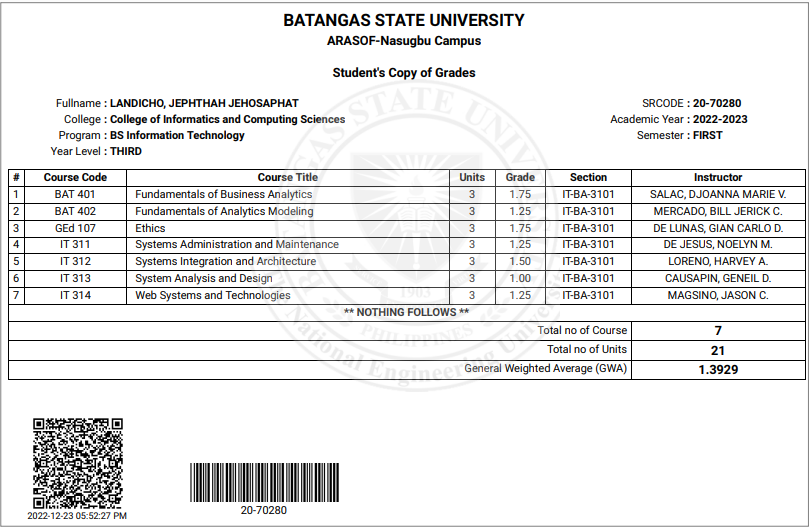 BATANGAS STATE UNIVERSITY
ARASOF-Nasugbu Campus
Student's Copy of Grades
Fullname : LANDICHO, JEPHTHAH JEHOSAPHAT SRCODE : 20-70280
College : College of Informatics and Computing Sciences Academic Year : 2022-2023
Program : BS Information Technology Semester : FIRST
Year Level : THIRD
# Course Code Course Title Units Grade Section Instructor
1 BAT 401 Fundamentals of Business Analytics 3 1.75 IT-BA-3101 SALAC, DJOANNA MARIE V.
2 BAT 402 Fundamentals of Analytics Modeling 3 1.25 IT-BA-3101 MERCADO, BILL JERICK C.
3 GEd 107 Ethics 3 1.75 IT-BA-3101 DE LUNAS, GIAN CARLO D.
4 IT 311 Systems Administration and Maintenance 3 1.25 IT-BA-3101 DE JESUS, NOELYN M.
5 IT 312 Systems Integration and Architecture 3 1.50 IT-BA-3101 LORENO, HARVEY A.
6 IT 313 System Analysis and Design 3 1.00 IT-BA-3101 CAUSAPIN, GENEIL D.
7 IT 314 Web Systems and Technologies 3 1.25 IT-BA-3101 MAGSINO, JASON C.
** NOTHING FOLLOWS **
Total no of Course 7
Total no of Units 21
General Weighted Average (GWA) 1.3929
BATANGAS STATE UNIVERSITY
1903
PHILIPPINES
National Engineering University
2022-12-23 05:52:27 PM
20-70280